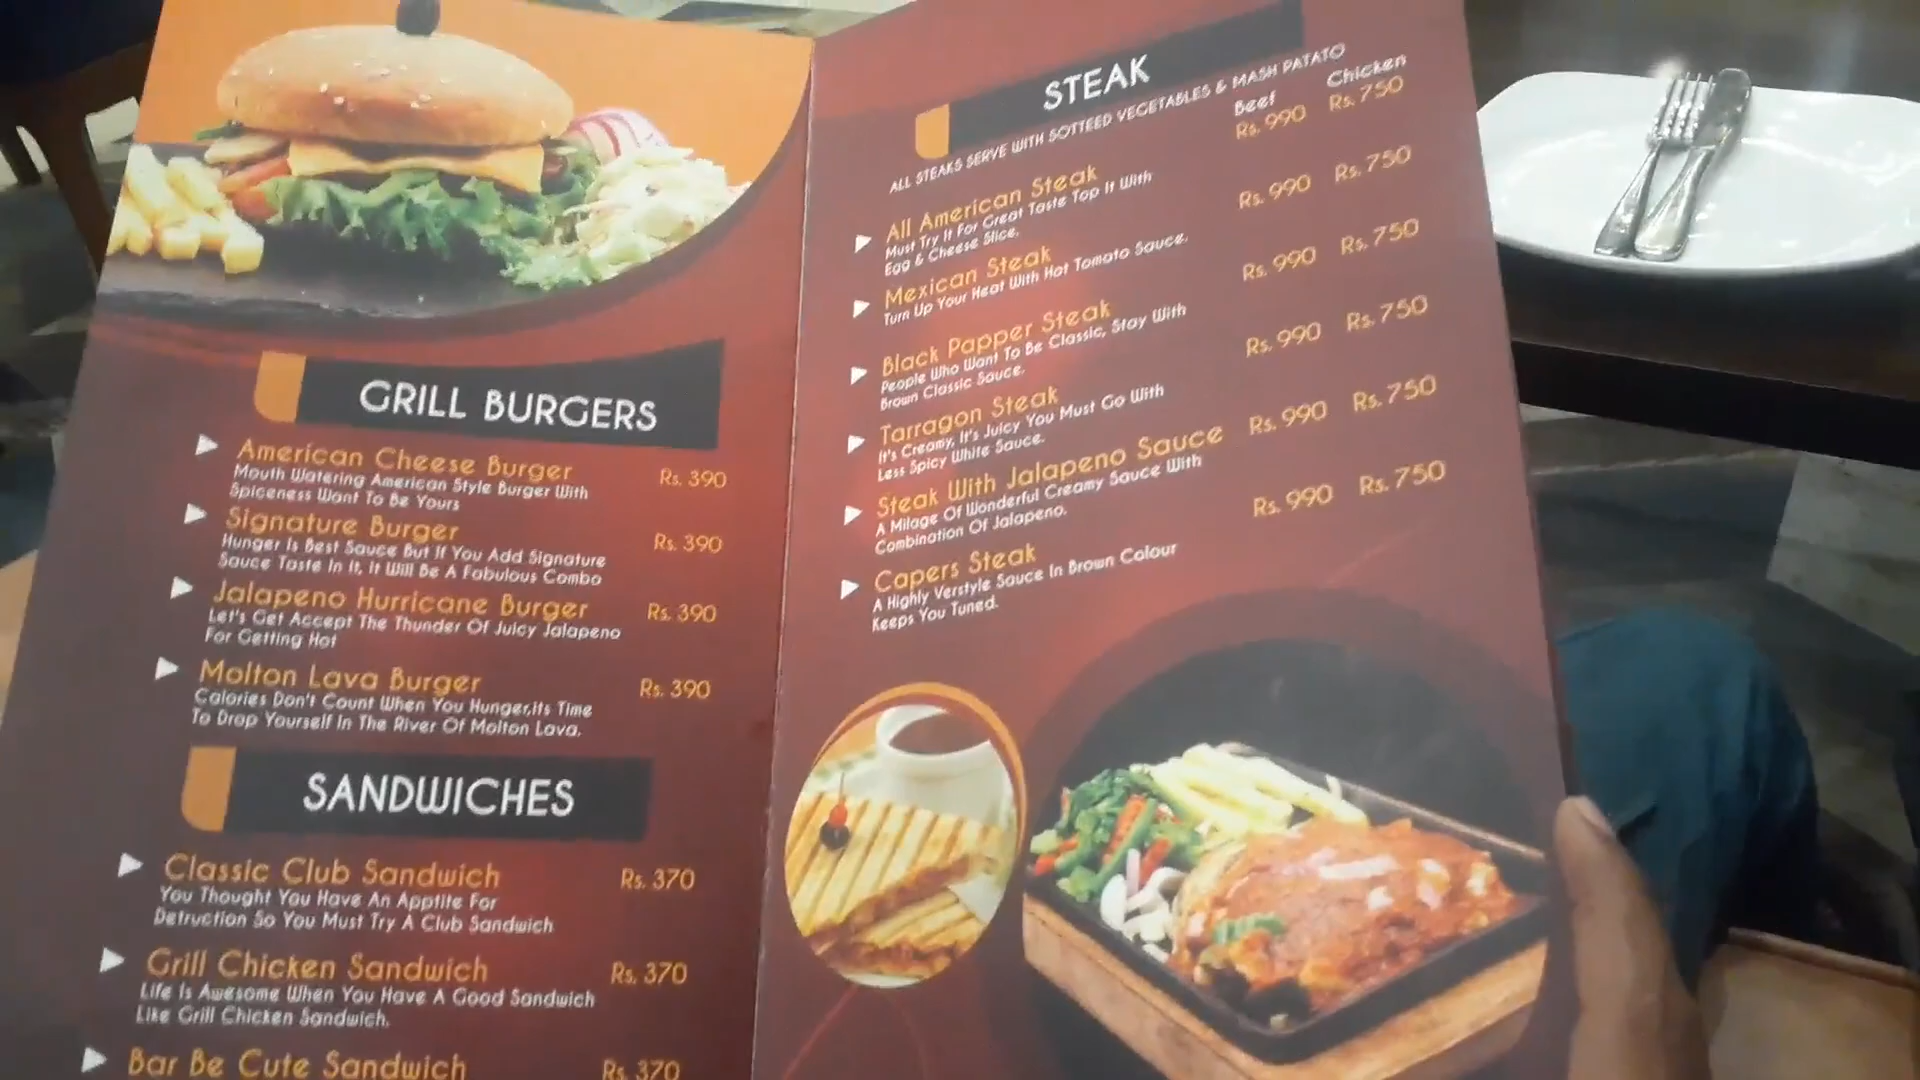 GRILL BURGERS
American Cheese Burger Rs. 390
Mouth Watering American Style Burger With
Spiceness Want To Be Yours
Signature Burger Rs. 390
Hunger Is Best Sauce But If You Add Signature
Sauce Taste In It, It Will Be A Fabulous Combo
Jalapeno Hurricane Burger Rs. 390
Let's Get Accept The Thunder Of Juicy Jalapeno
For Getting Hot
Molton Lava Burger Rs. 390
Calories Don't Count When You Hunger,Its Time
To Drop Yourself In The River Of Molton Lava.
SANDWICHES
Classic Club Sandwich Rs. 370
You Thought You Have An Apptite For
Detruction So You Must Try A Club Sandwich
Grill Chicken Sandwich Rs. 370
Life Is Awesome When You Have A Good Sandwich
Like Grill Chicken Sandwich.
Bar Be Cute Sandwich Rs. 370
STEAK
ALL STEAKS SERVE WITH SOTTEED VEGETABLES & MASH PATATO
Beef Chicken
All American Steak Rs. 990 Rs. 750
Must Try It For Great Taste Top It With
Egg & Cheese Slice.
Mexican Steak Rs. 990 Rs. 750
Turn Up Your Heat With Hot Tomato Sauce.
Black Papper Steak Rs. 990 Rs. 750
People Who Want To Be Classic, Stay With
Brown Classic Sauce.
Tarragon Steak Rs. 990 Rs. 750
It's Creamy, It's Juicy You Must Go With
Less Spicy White Sauce.
Steak With Jalapeno Sauce Rs. 990 Rs. 750
A Milage Of Wonderful Creamy Sauce With
Combination Of Jalapeno.
Capers Steak Rs. 990 Rs. 750
A Highly Verstyle Sauce In Brown Colour
Keeps You Tuned.